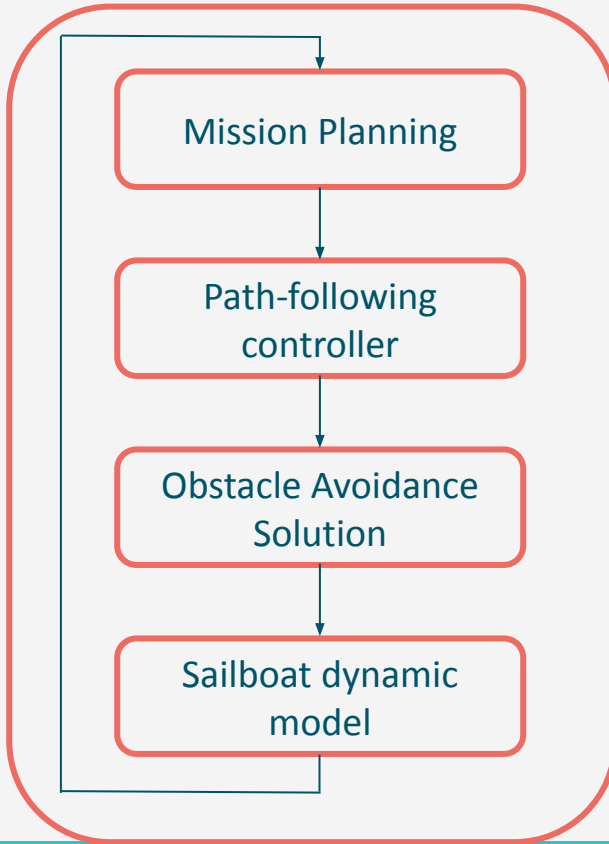 Mission Planning
Path-following
controller
Obstacle Avoidance
Solution
Sailboat dynamic
model